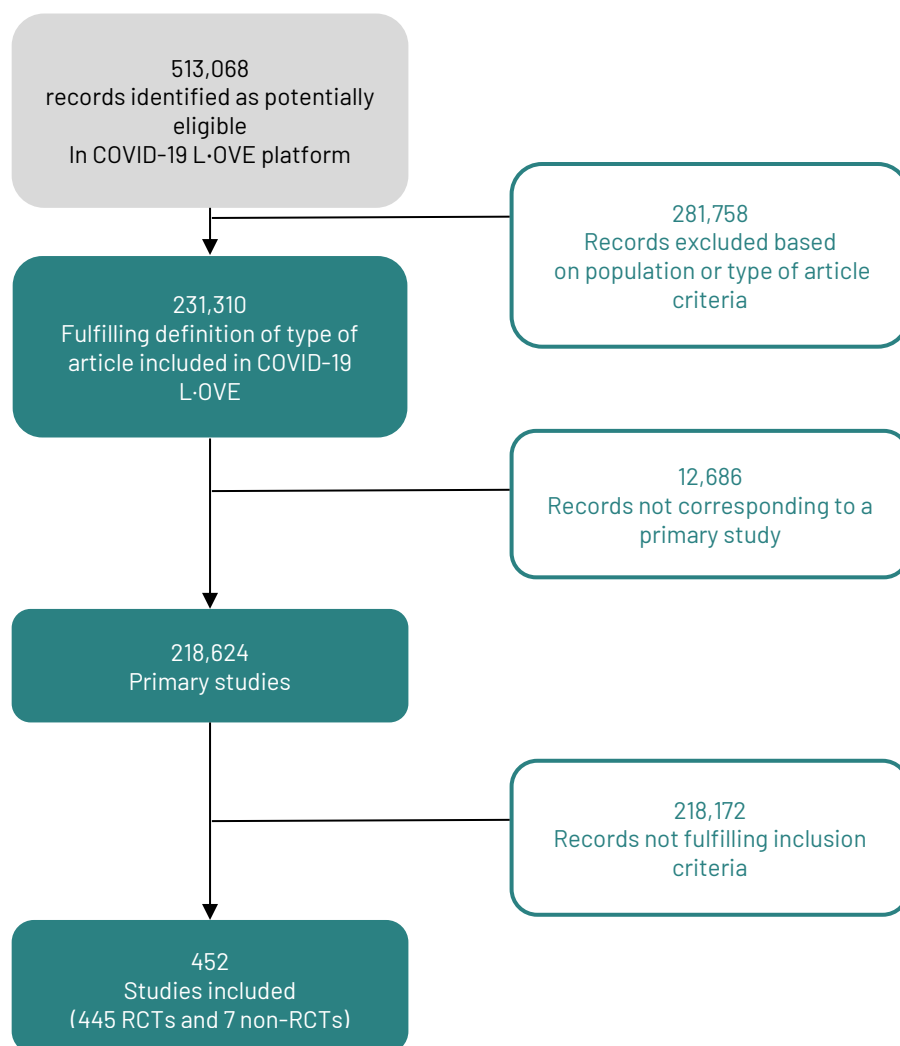 513,068
records identified as potentially
eligible
In COVID-19 L·OVE platform
281,758
Records excluded based
on population or type of article
criteria
231,310
Fulfilling definition of type of
article included in COVID-19
L·OVE
12,686
Records not corresponding to a
primary study
218,624
Primary studies
218,172
Records not fulfilling inclusion
criteria
452
Studies included
(445 RCTs and 7 non-RCTs)